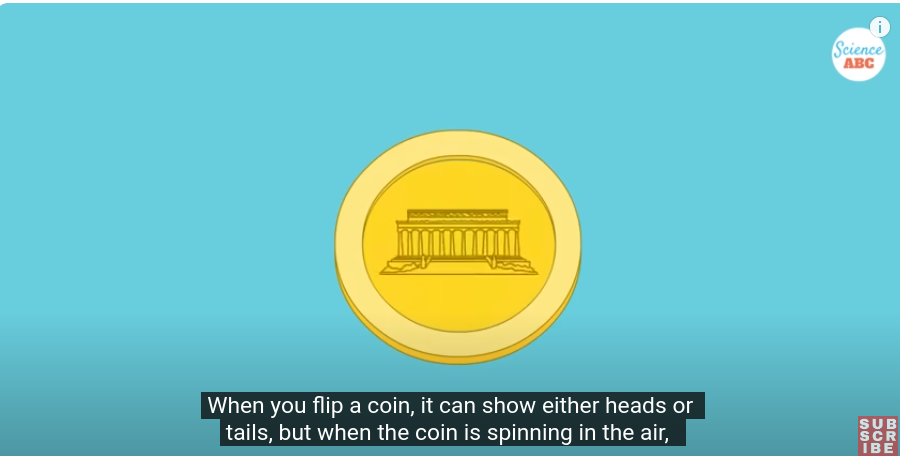 i
Science
ABC
When you flip a coin, it can show either heads or
tails, but when the coin is spinning in the air,
SUB
SCR
IBE